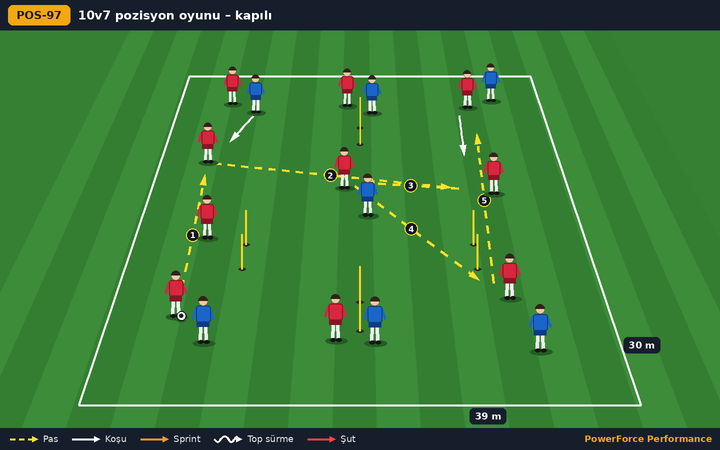 POS-97 10v7 pozisyon oyunu – kapılı
2
3
5
1
4
30 m
39 m
Pas Koşu Sprint Top sürme Şut PowerForce Performance